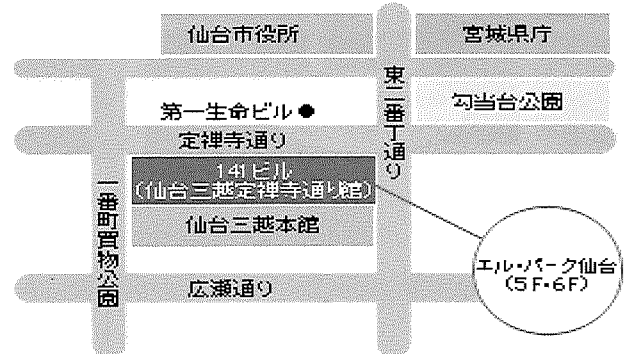 仙台市役所
宮城県庁
東二番丁通り
勾当台公園
第一生命ビル●
定禅寺通り
141ビル
(仙台三越定禅寺通り館)
一番町買物公園
仙台三越本館
エル・パーク仙台
(5F・6F)
広瀬通り